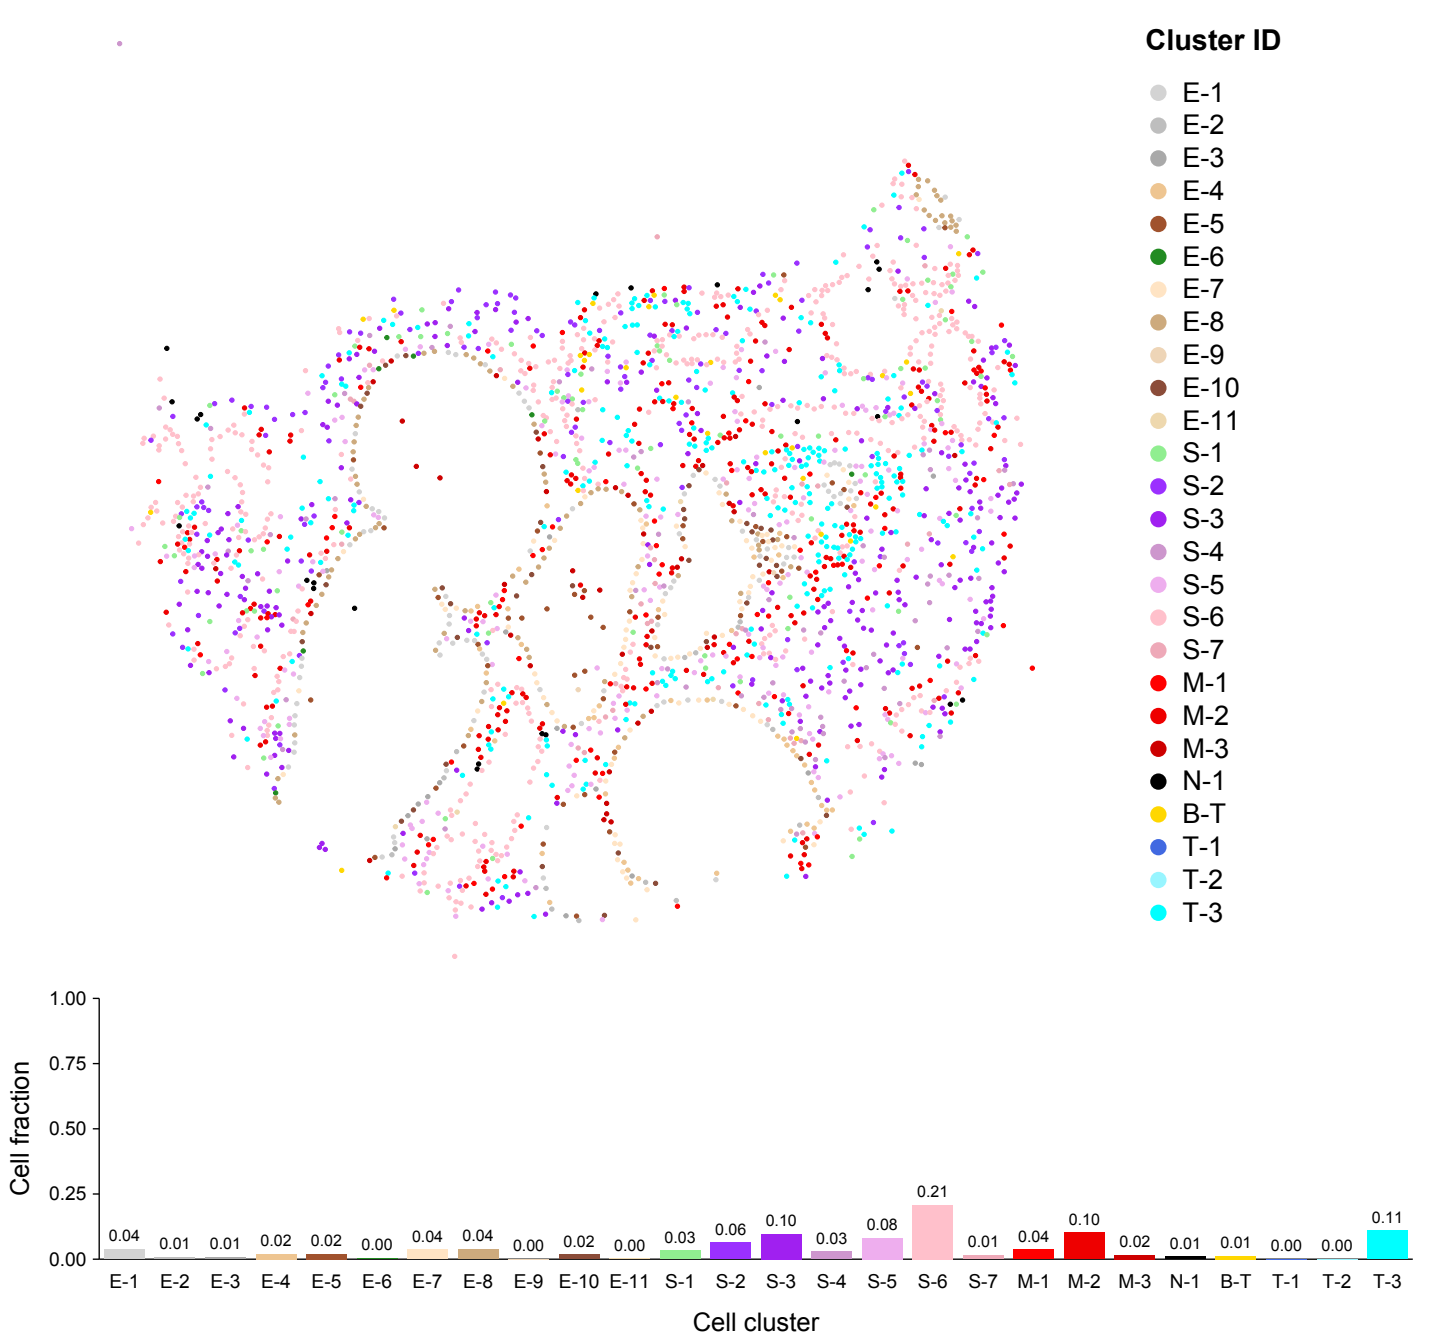 Cluster ID
E-1
E-2
E-3
E-4
E-5
E-6
E-7
E-8
E-9
E-10
E-11
S-1
S-2
S-3
S-4
S-5
S-6
S-7
M-1
M-2
M-3
N-1
B-T
T-1
T-2
T-3
1.00
0.75
0.50
0.25
0.00
Cell fraction
0.04 0.01 0.01 0.02 0.02 0.00 0.04 0.04 0.00 0.02 0.00 0.03 0.06 0.10 0.03 0.08 0.21 0.01 0.04 0.10 0.02 0.01 0.01 0.00 0.00 0.11
E-1 E-2 E-3 E-4 E-5 E-6 E-7 E-8 E-9 E-10 E-11 S-1 S-2 S-3 S-4 S-5 S-6 S-7 M-1 M-2 M-3 N-1 B-T T-1 T-2 T-3
Cell cluster